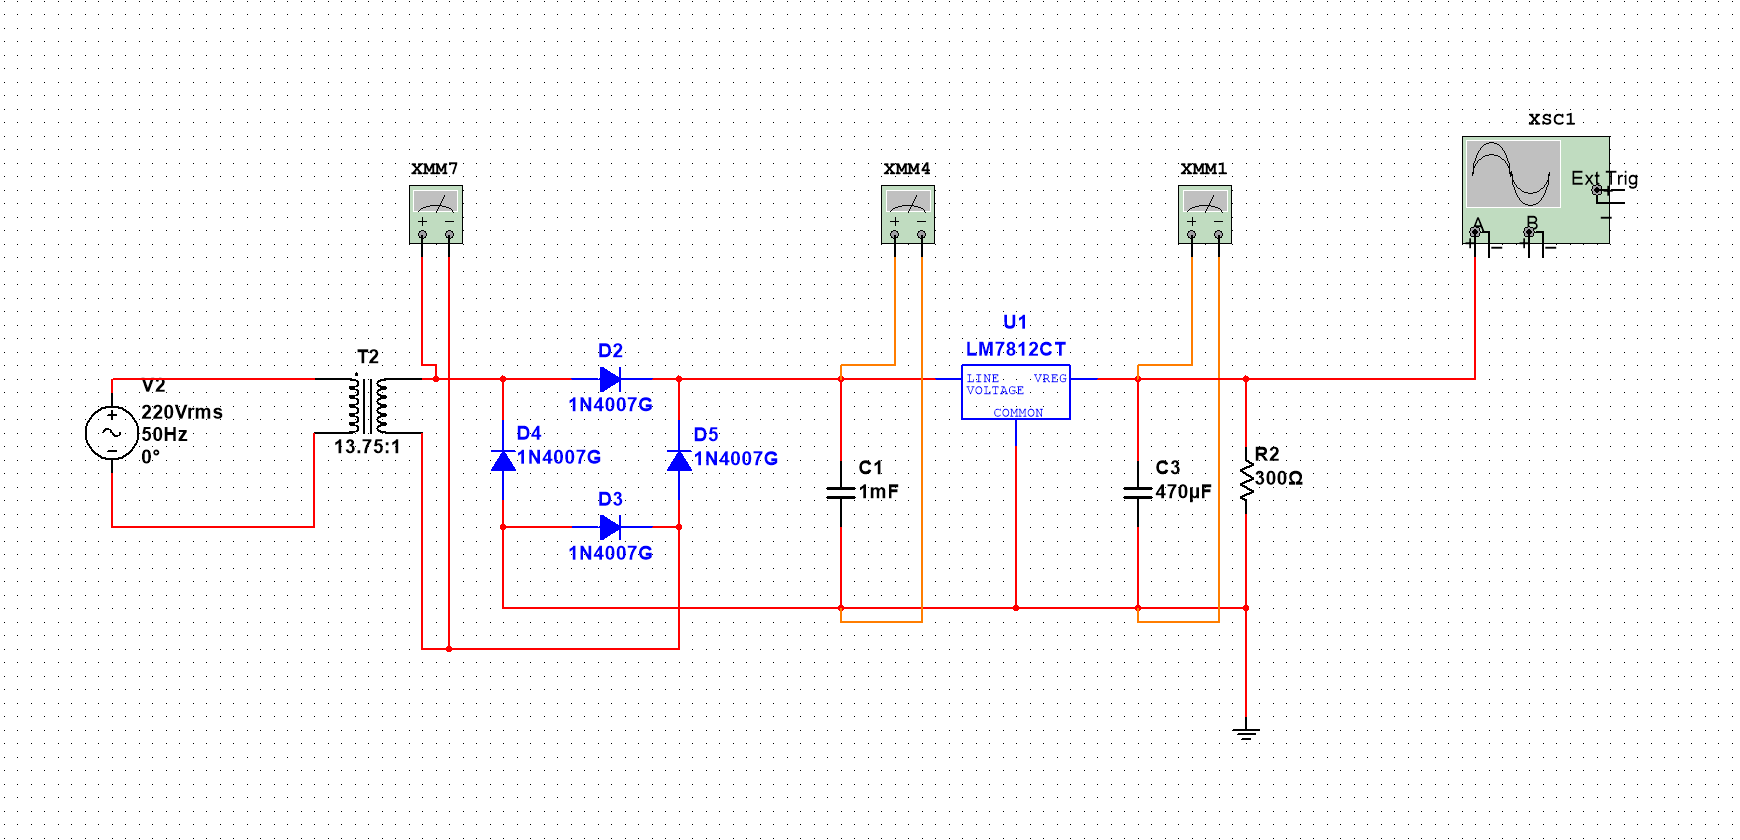 xsc1
XMM7
XMM4
XMM1
Ext Trig
+
_
A
B
+
_
+
_
+
−
+
−
+
−
U1
LM7812CT
LINE
VOLTAGE
VREG
COMMON
T2
13.75:1
V2
220Vrms
50Hz
0°
D2
1N4007G
D4
1N4007G
D5
1N4007G
D3
1N4007G
C1
1mF
C3
470µF
R2
300Ω